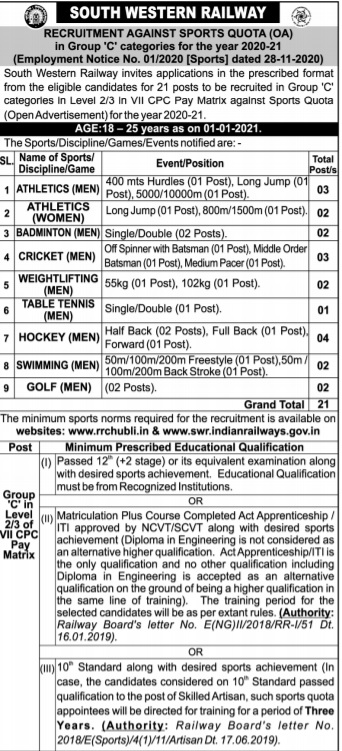 SOUTH WESTERN RAILWAY
RECRUITMENT AGAINST SPORTS QUOTA (OA)
in Group 'C' categories for the year 2020-21
(Employment Notice No. 01/2020 [Sports] dated 28-11-2020)
South Western Railway invites applications in the prescribed format
from the eligible candidates for 21 posts to be recruited in Group 'C'
categories in Level 2/3 in VII CPC Pay Matrix against Sports Quota
(Open Advertisement) for the year 2020-21.
AGE:18 – 25 years as on 01-01-2021.
The Sports/Discipline/Games/Events notified are: -
SL. Name of Sports/ Discipline/Game Event/Position Total Post/s
1 ATHLETICS (MEN) 400 mts Hurdles (01 Post), Long Jump (01
Post), 5000/10000m (01 Post). 03
2 ATHLETICS (WOMEN) Long Jump (01 Post), 800m/1500m (01 Post). 02
3 BADMINTON (MEN) Single/Double (02 Posts). 02
4 CRICKET (MEN) Off Spinner with Batsman (01 Post), Middle Order
Batsman (01 Post), Medium Pacer (01 Post). 03
5 WEIGHTLIFTING (MEN) 55kg (01 Post), 102kg (01 Post). 02
6 TABLE TENNIS (MEN) Single/Double (01 Post). 01
7 HOCKEY (MEN) Half Back (02 Posts), Full Back (01 Post),
Forward (01 Post). 04
8 SWIMMING (MEN) 50m/100m/200m Freestyle (01 Post),50m /
100m/200m Back Stroke (01 Post). 02
9 GOLF (MEN) (02 Posts). 02
Grand Total 21
The minimum sports norms required for the recruitment is available on
websites: www.rrchubli.in & www.swr.indianrailways.gov.in
Post Minimum Prescribed Educational Qualification
Group
'C' in
Level
2/3 of
VII CPC
Pay
Matrix
(I) Passed 12th (+2 stage) or its equivalent examination along
with desired sports achievement. Educational Qualification
must be from Recognized Institutions.
OR
(II) Matriculation Plus Course Completed Act Apprenticeship /
ITI approved by NCVT/SCVT along with desired sports
achievement (Diploma in Engineering is not considered as
an alternative higher qualification. Act Apprenticeship/ITI is
the only qualification and no other qualification including
Diploma in Engineering is accepted as an alternative
qualification on the ground of being a higher qualification in
the same line of training). The training period for the
selected candidates will be as per extant rules. (Authority:
Railway Board's letter No. E(NG)II/2018/RR-I/51 Dt.
16.01.2019).
OR
(III) 10th Standard along with desired sports achievement (In
case, the candidates considered on 10th Standard passed
qualification to the post of Skilled Artisan, such sports quota
appointees will be directed for training for a period of Three
Years. (Authority: Railway Board's letter No.
2018/E(Sports)/4(1)/11/Artisan Dt. 17.06.2019).